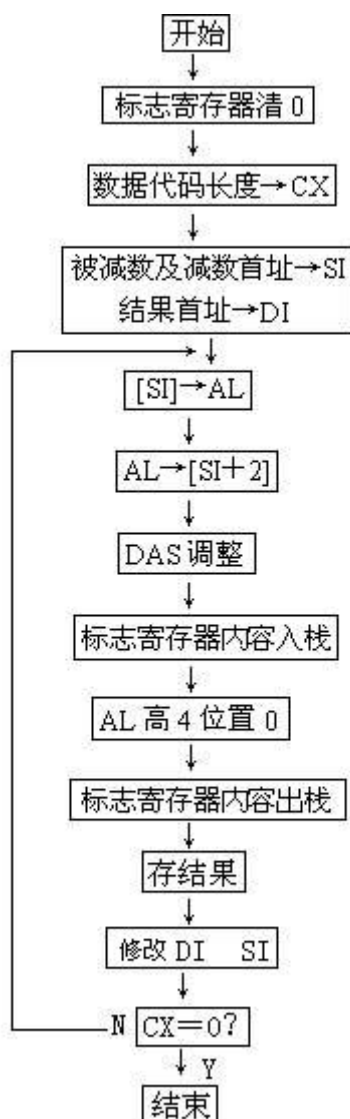 开始
标志寄存器清0
数据代码长度→CX
被减数及减数首址→SI
结果首址→DI
[SI]→AL
AL→[SI+2]
DAS调整
标志寄存器内容入栈
AL高4位置0
标志寄存器内容出栈
存结果
修改DI SI
N CX=0?
Y
结束